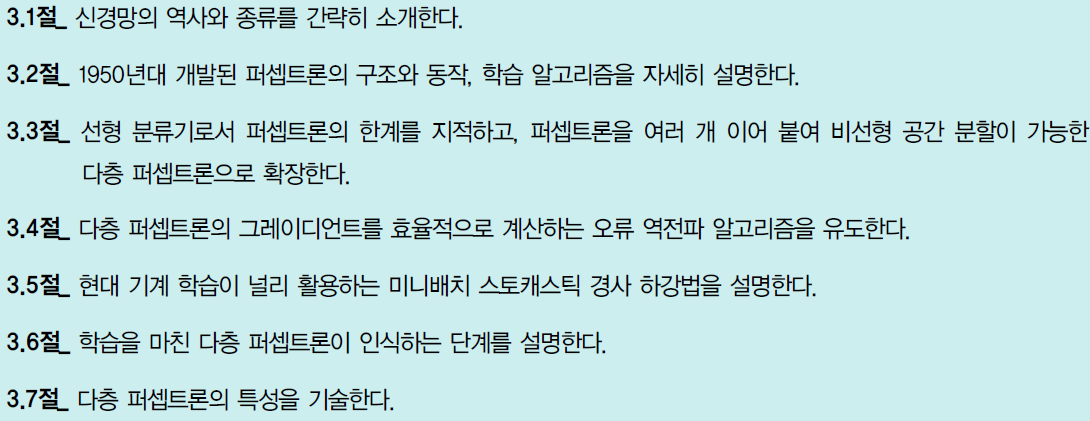 3.1절_ 신경망의 역사와 종류를 간략히 소개한다.
3.2절_ 1950년대 개발된 퍼셉트론의 구조와 동작, 학습 알고리즘을 자세히 설명한다.
3.3절_ 선형 분류기로서 퍼셉트론의 한계를 지적하고, 퍼셉트론을 여러 개 이어 붙여 비선형 공간 분할이 가능한
다층 퍼셉트론으로 확장한다.
3.4절_ 다층 퍼셉트론의 그레이디언트를 효율적으로 계산하는 오류 역전파 알고리즘을 유도한다.
3.5절_ 현대 기계 학습이 널리 활용하는 미니배치 스토캐스틱 경사 하강법을 설명한다.
3.6절_ 학습을 마친 다층 퍼셉트론이 인식하는 단계를 설명한다.
3.7절_ 다층 퍼셉트론의 특성을 기술한다.